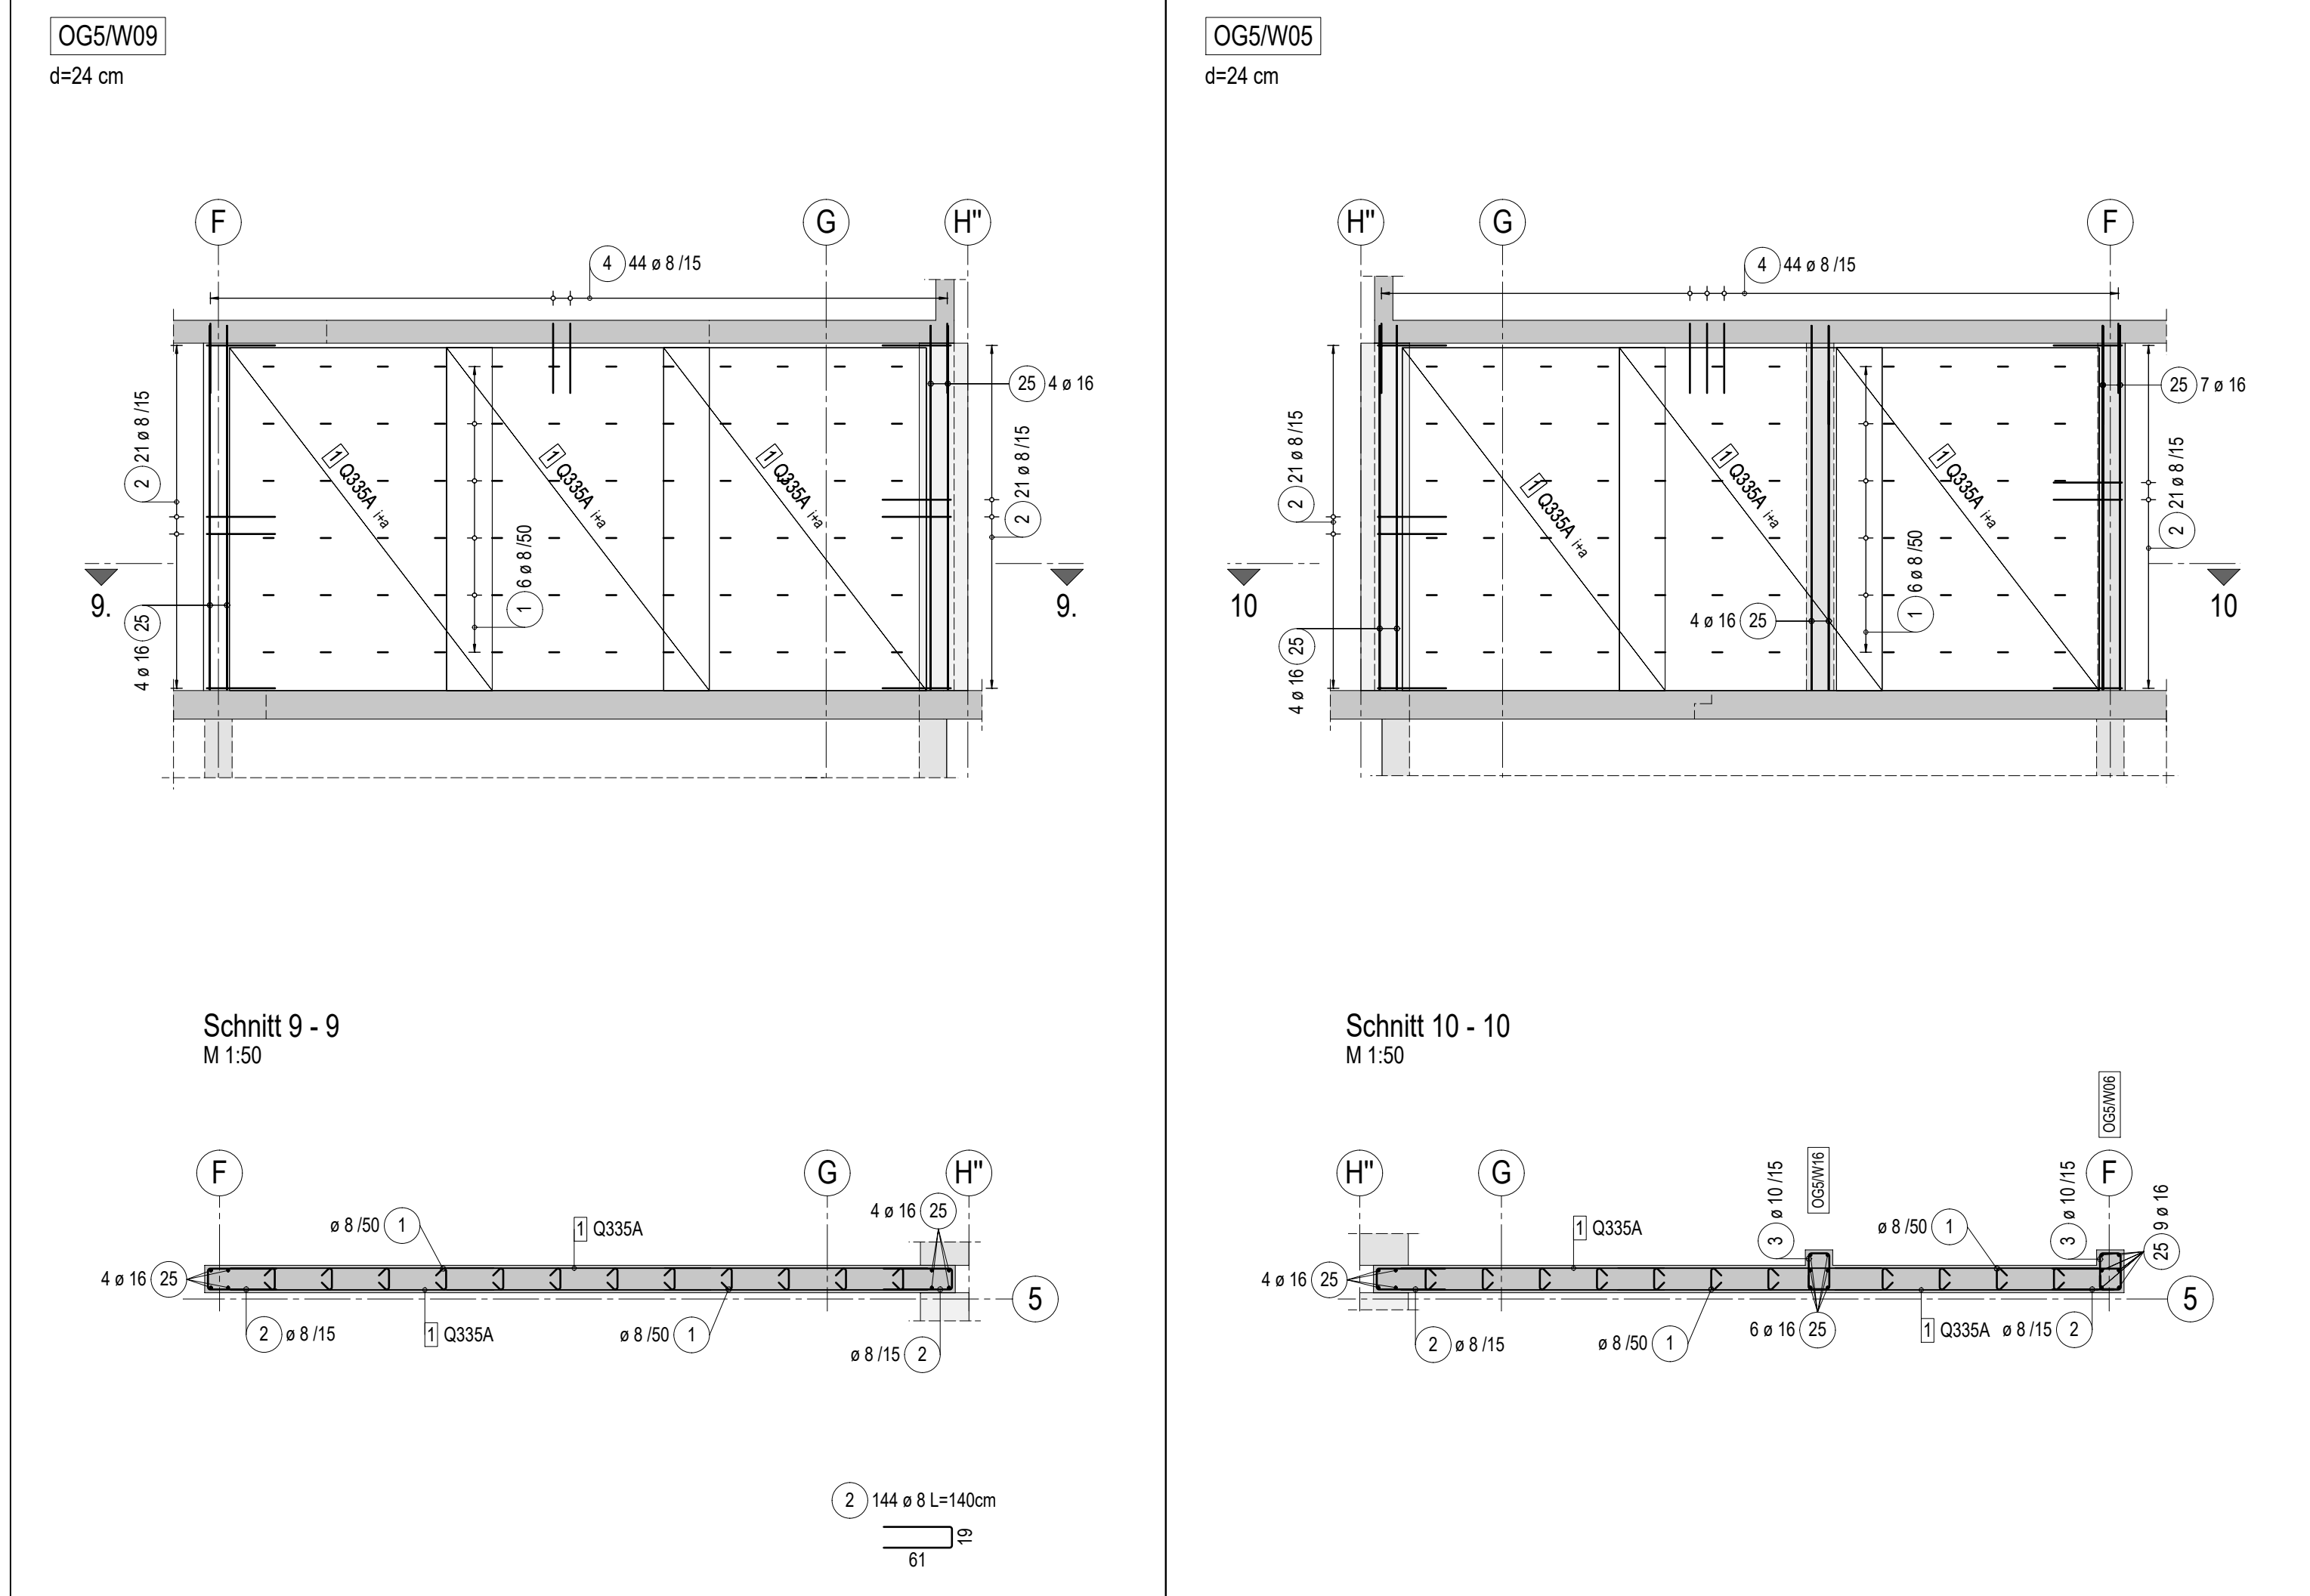 OG5/W09
d=24 cm
F
G
H"
4 44 ø 8 /15
25 4 ø 16
2 21 ø 8 /15
2 21 ø 8 /15
1 Q335A i+a
1 Q335A i+a
1 Q335A i+a
1 6 ø 8 /50
4 ø 16 25
9.
9.
Schnitt 9 - 9
M 1:50
F
G
H"
4 ø 16 25
ø 8 /50 1
1 Q335A
4 ø 16 25
5
2 ø 8 /15
1 Q335A
ø 8 /50 1
ø 8 /15 2
2 144 ø 8 L=140cm
19
61
OG5/W05
d=24 cm
H"
G
F
4 44 ø 8 /15
25 7 ø 16
2 21 ø 8 /15
2 21 ø 8 /15
1 Q335A i+a
1 Q335A i+a
1 Q335A i+a
1 6 ø 8 /50
4 ø 16 25
4 ø 16 25
10
10
Schnitt 10 - 10
M 1:50
OG5/W06
OG5/W16
H"
G
F
3 ø 10 /15
3 ø 10 /15
25 9 ø 16
1 Q335A
ø 8 /50 1
4 ø 16 25
5
2 ø 8 /15
ø 8 /50 1
6 ø 16 25
1 Q335A
ø 8 /15 2